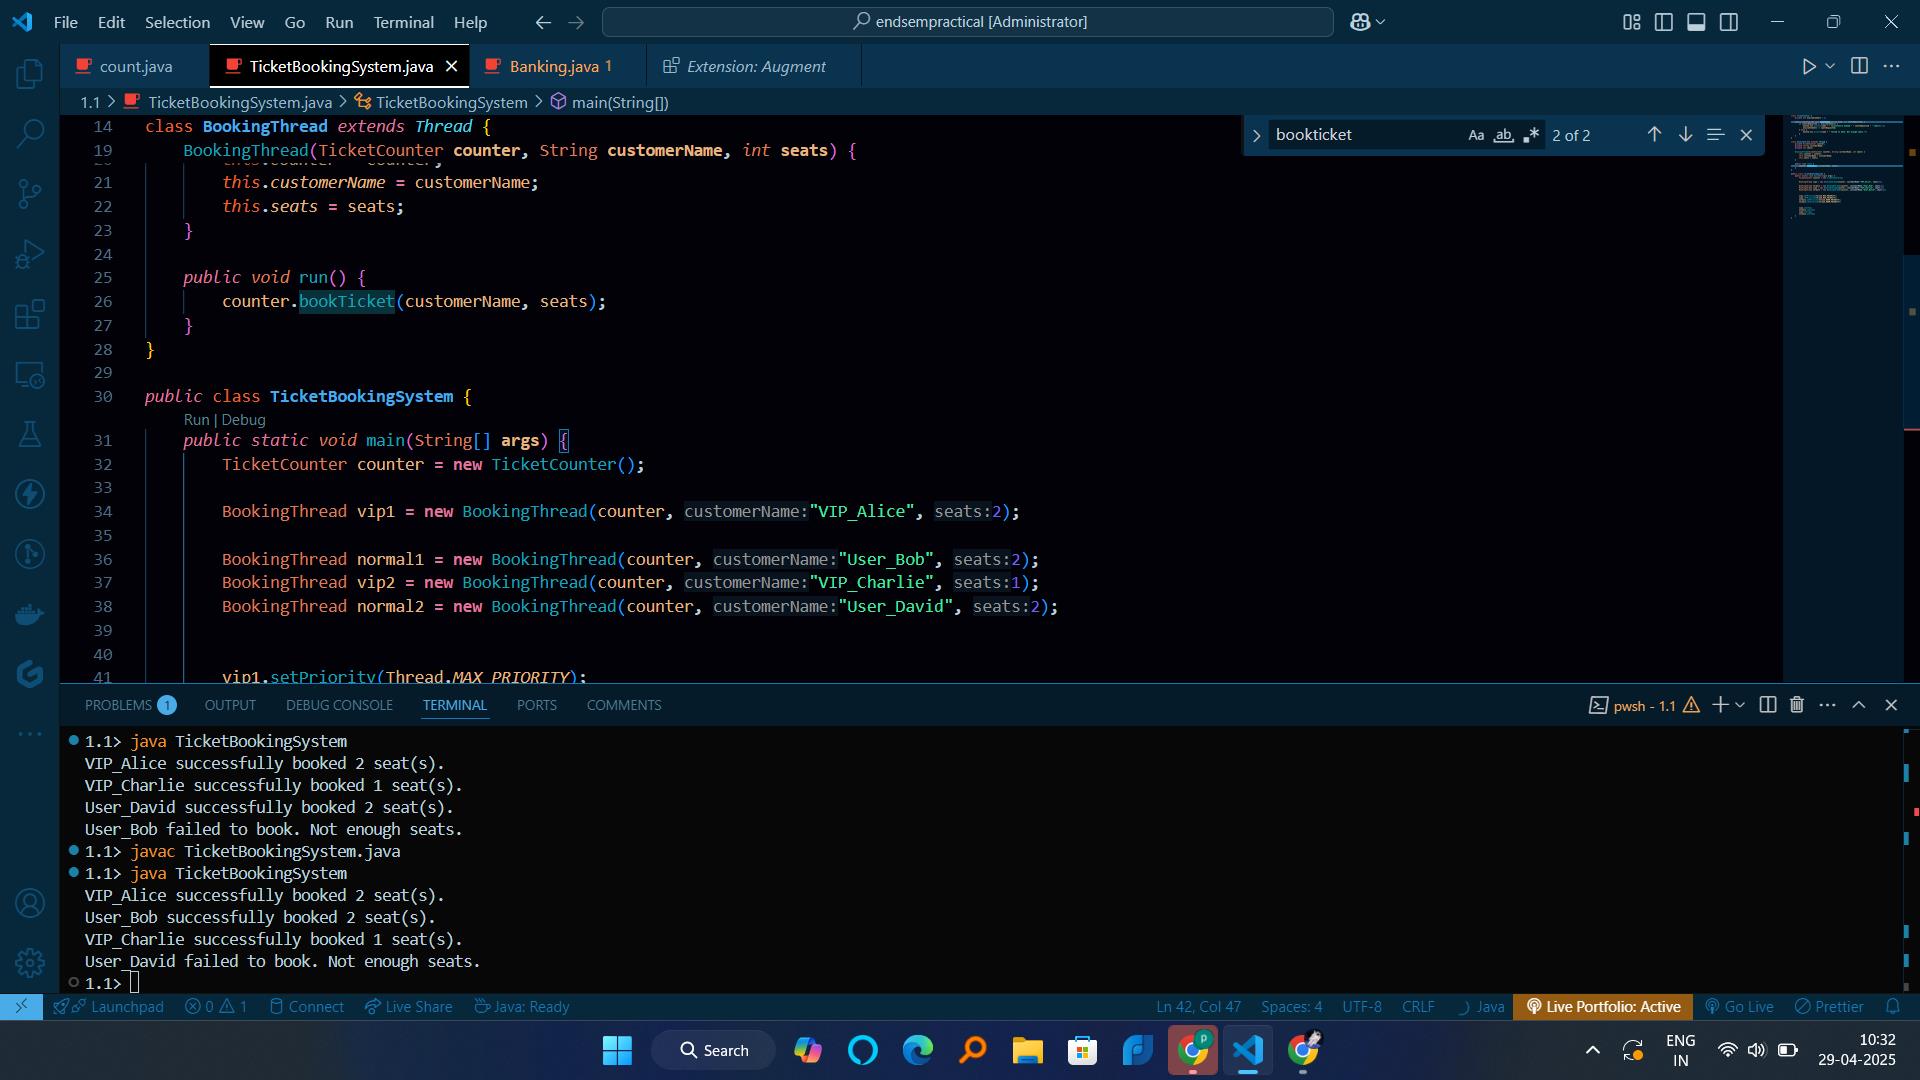 File Edit Selection View Go Run Terminal Help
endsempractical [Administrator]
count.java TicketBookingSystem.java Banking.java 1 Extension: Augment
1.1 > TicketBookingSystem.java > TicketBookingSystem > main(String[])
bookticket Aa ab 2 of 2
14 class BookingThread extends Thread {
19 BookingThread(TicketCounter counter, String customerName, int seats) {
21 this.customerName = customerName;
22 this.seats = seats;
23 }
24
25 public void run() {
26 counter.bookTicket(customerName, seats);
27 }
28 }
29
30 public class TicketBookingSystem {
Run | Debug
31 public static void main(String[] args) {
32 TicketCounter counter = new TicketCounter();
33
34 BookingThread vip1 = new BookingThread(counter, customerName:"VIP_Alice", seats:2);
35
36 BookingThread normal1 = new BookingThread(counter, customerName:"User_Bob", seats:2);
37 BookingThread vip2 = new BookingThread(counter, customerName:"VIP_Charlie", seats:1);
38 BookingThread normal2 = new BookingThread(counter, customerName:"User_David", seats:2);
39
40
41 vip1.setPriority(Thread.MAX_PRIORITY);
PROBLEMS 1 OUTPUT DEBUG CONSOLE TERMINAL PORTS COMMENTS
pwsh - 1.1
1.1> java TicketBookingSystem
VIP_Alice successfully booked 2 seat(s).
VIP_Charlie successfully booked 1 seat(s).
User_David successfully booked 2 seat(s).
User_Bob failed to book. Not enough seats.
1.1> javac TicketBookingSystem.java
1.1> java TicketBookingSystem
VIP_Alice successfully booked 2 seat(s).
User_Bob successfully booked 2 seat(s).
VIP_Charlie successfully booked 1 seat(s).
User_David failed to book. Not enough seats.
1.1>
Launchpad 0 1 Connect Live Share Java: Ready Ln 42, Col 47 Spaces: 4 UTF-8 CRLF Java Live Portfolio: Active Go Live Prettier
Search
ENG
IN
10:32
29-04-2025